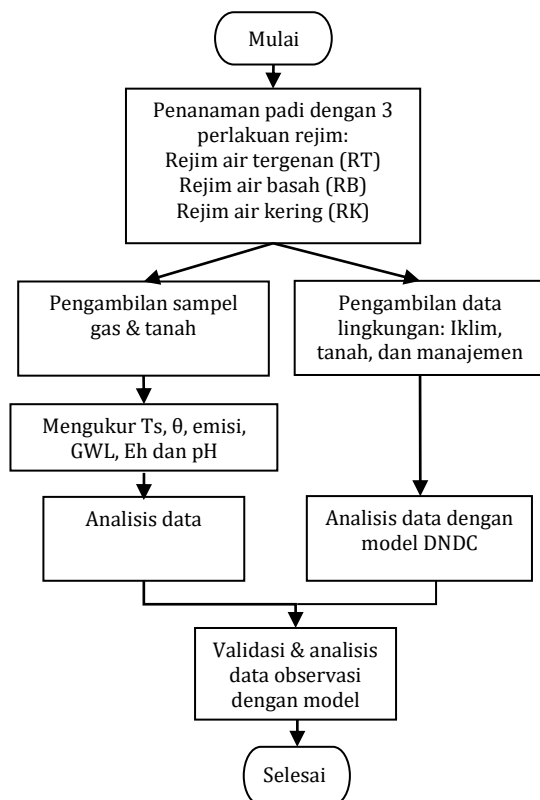 Mulai
Penanaman padi dengan 3
perlakuan rejim:
Rejim air tergenan (RT)
Rejim air basah (RB)
Rejim air kering (RK)
Pengambilan sampel
gas & tanah
Pengambilan data
lingkungan: Iklim,
tanah, dan manajemen
Mengukur Ts, θ, emisi,
GWL, Eh dan pH
Analisis data
Analisis data dengan
model DNDC
Validasi & analisis
data observasi
dengan model
Selesai